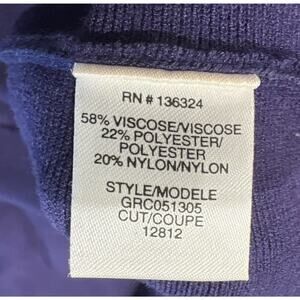 RN # 136324
58% VISCOSE/VISCOSE
22% POLYESTER/
POLYESTER
20% NYLON/NYLON
STYLE/MODELE
GRC051305
CUT/COUPE
12812